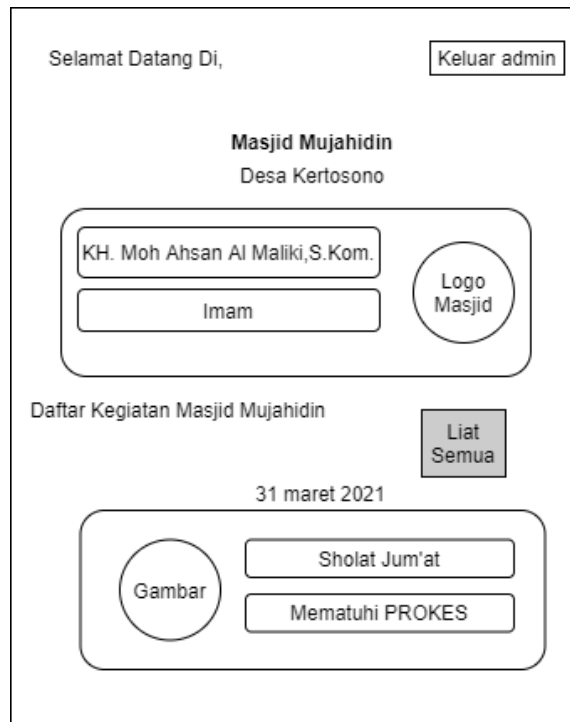 Selamat Datang Di,
Keluar admin
Masjid Mujahidin
Desa Kertosono
KH. Moh Ahsan Al Maliki,S.Kom.
Imam
Logo
Masjid
Daftar Kegiatan Masjid Mujahidin
Liat
Semua
31 maret 2021
Gambar
Sholat Jum'at
Mematuhi PROKES